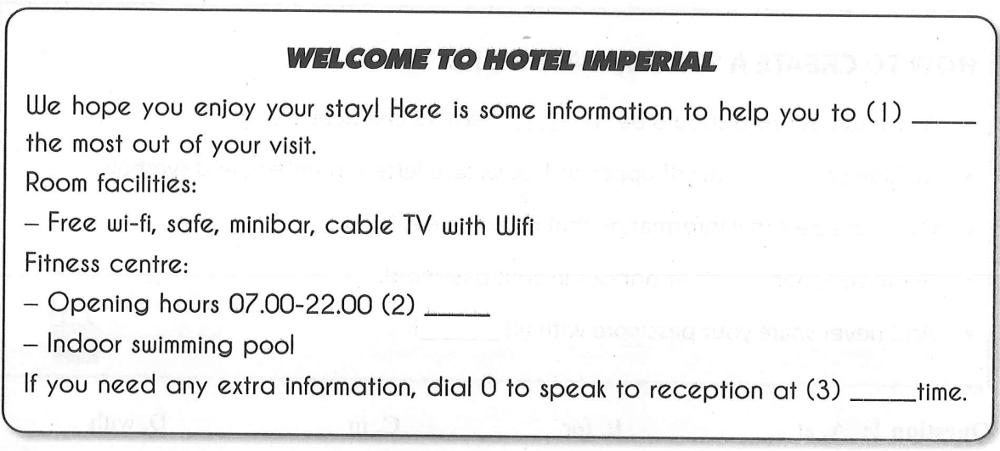 WELCOME TO HOTEL IMPERIAL
We hope you enjoy your stay! Here is some information to help you to (1) _____
the most out of your visit.
Room facilities:
– Free wi-fi, safe, minibar, cable TV with Wifi
Fitness centre:
– Opening hours 07.00-22.00 (2) _____
– Indoor swimming pool
If you need any extra information, dial 0 to speak to reception at (3) _____time.